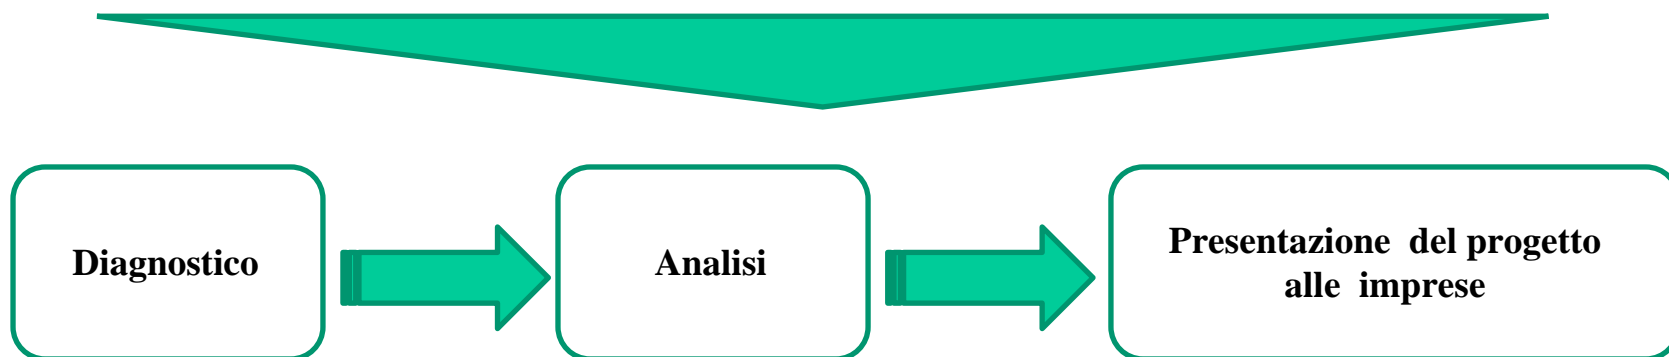 Diagnostico
Analisi
Presentazione del progetto
alle imprese